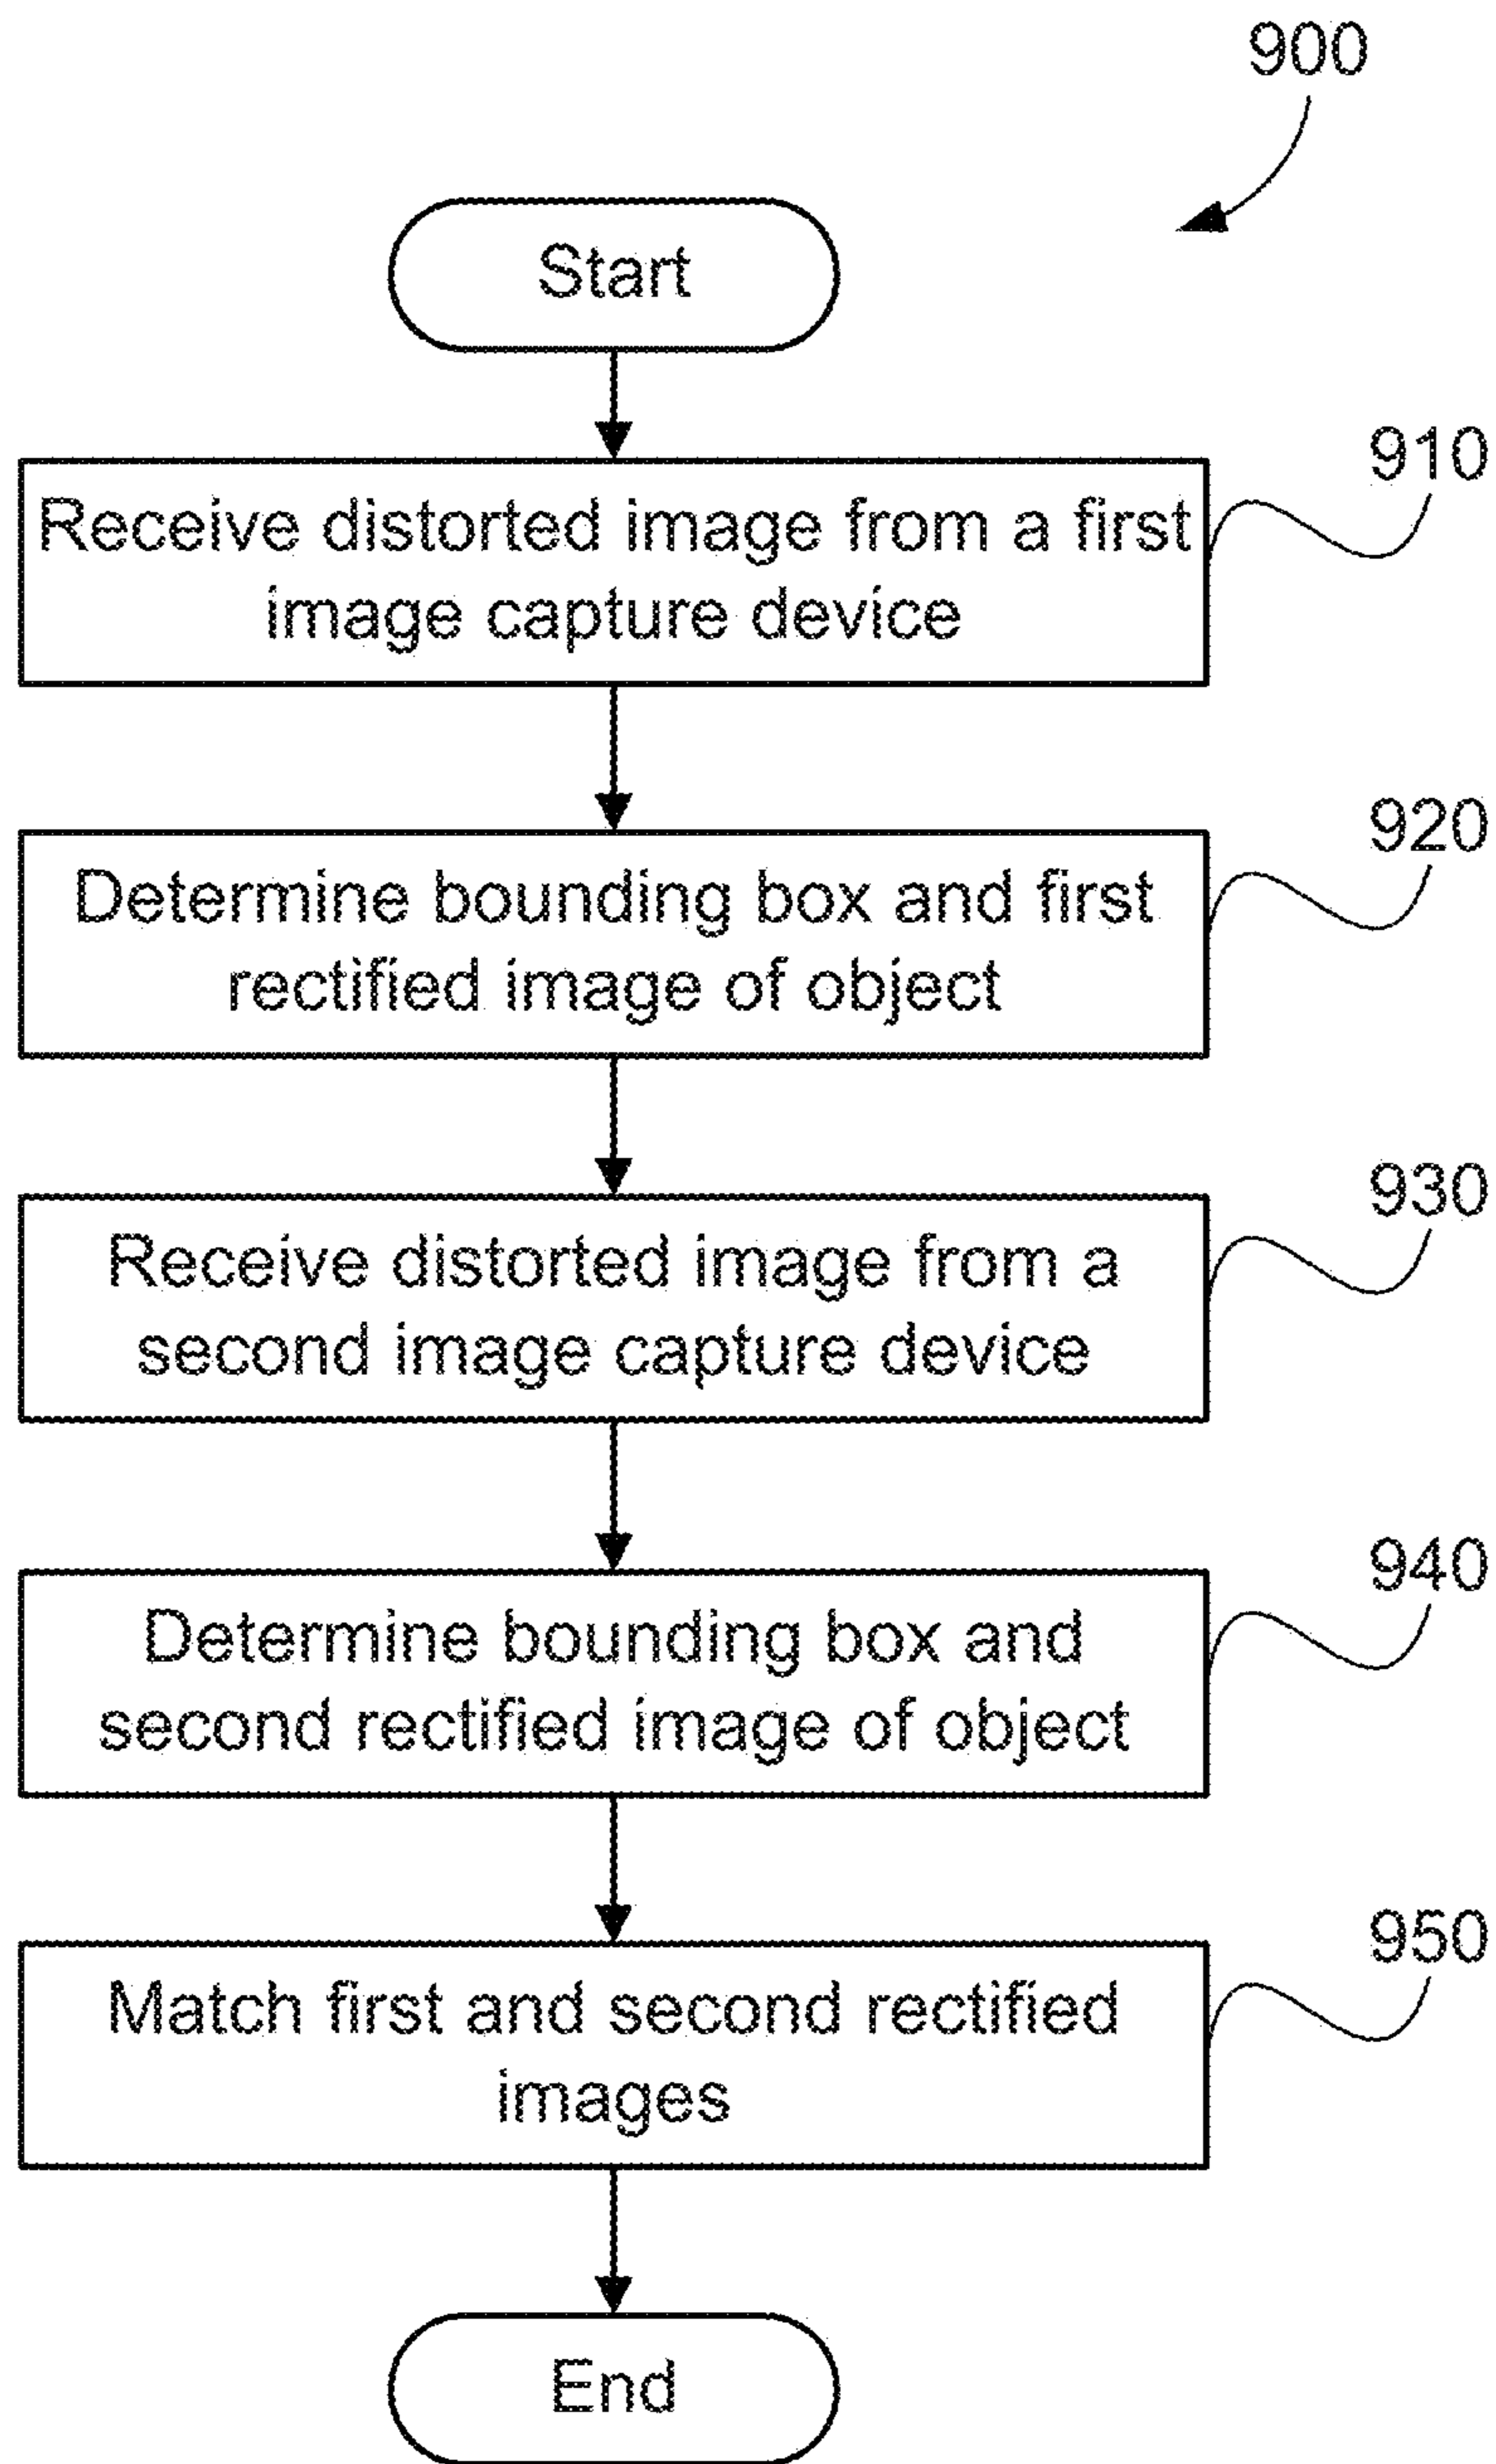 900
Start
910
Receive distorted image from a first
image capture device
920
Determine bounding box and first
rectified image of object
930
Receive distorted image from a
second image capture device
940
Determine bounding box and
second rectified image of object
950
Match first and second rectified
images
End